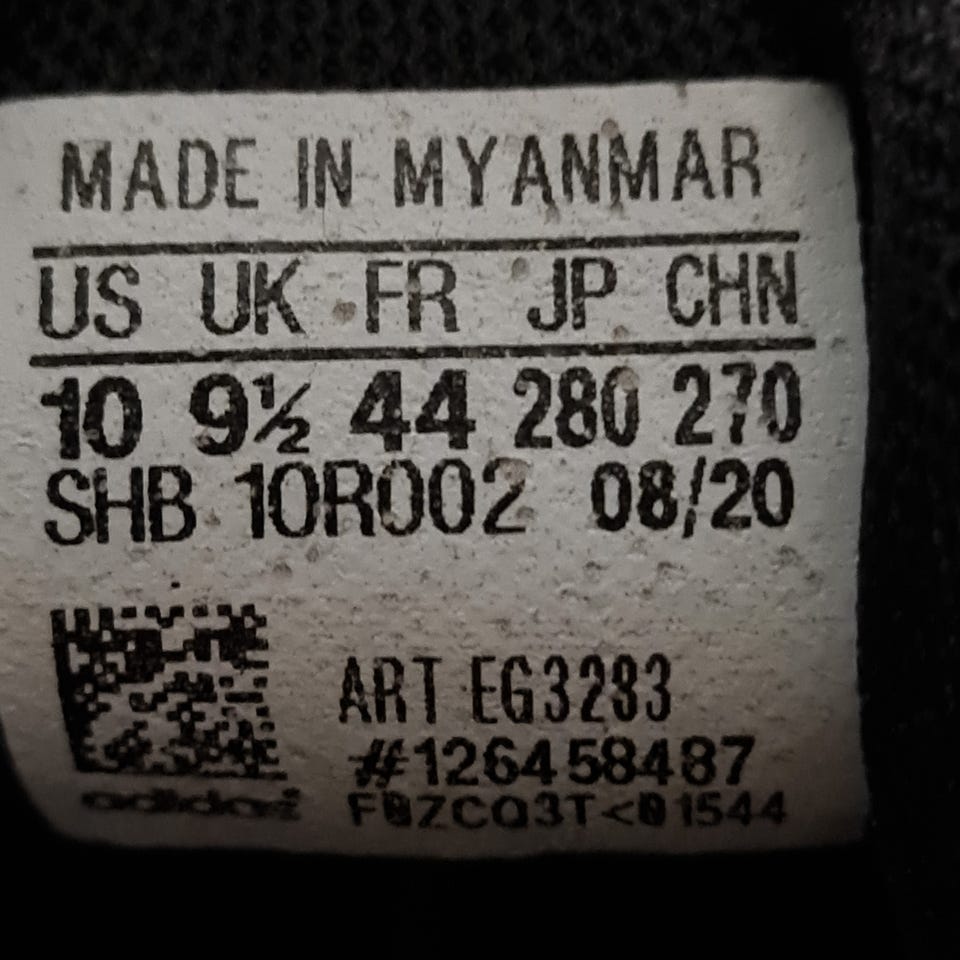 MADE IN MYANMAR
US UK FR JP CHN
10 9½ 44 280 270
SHB 10R002 08/20
ART EG3283
#126458487
adidas